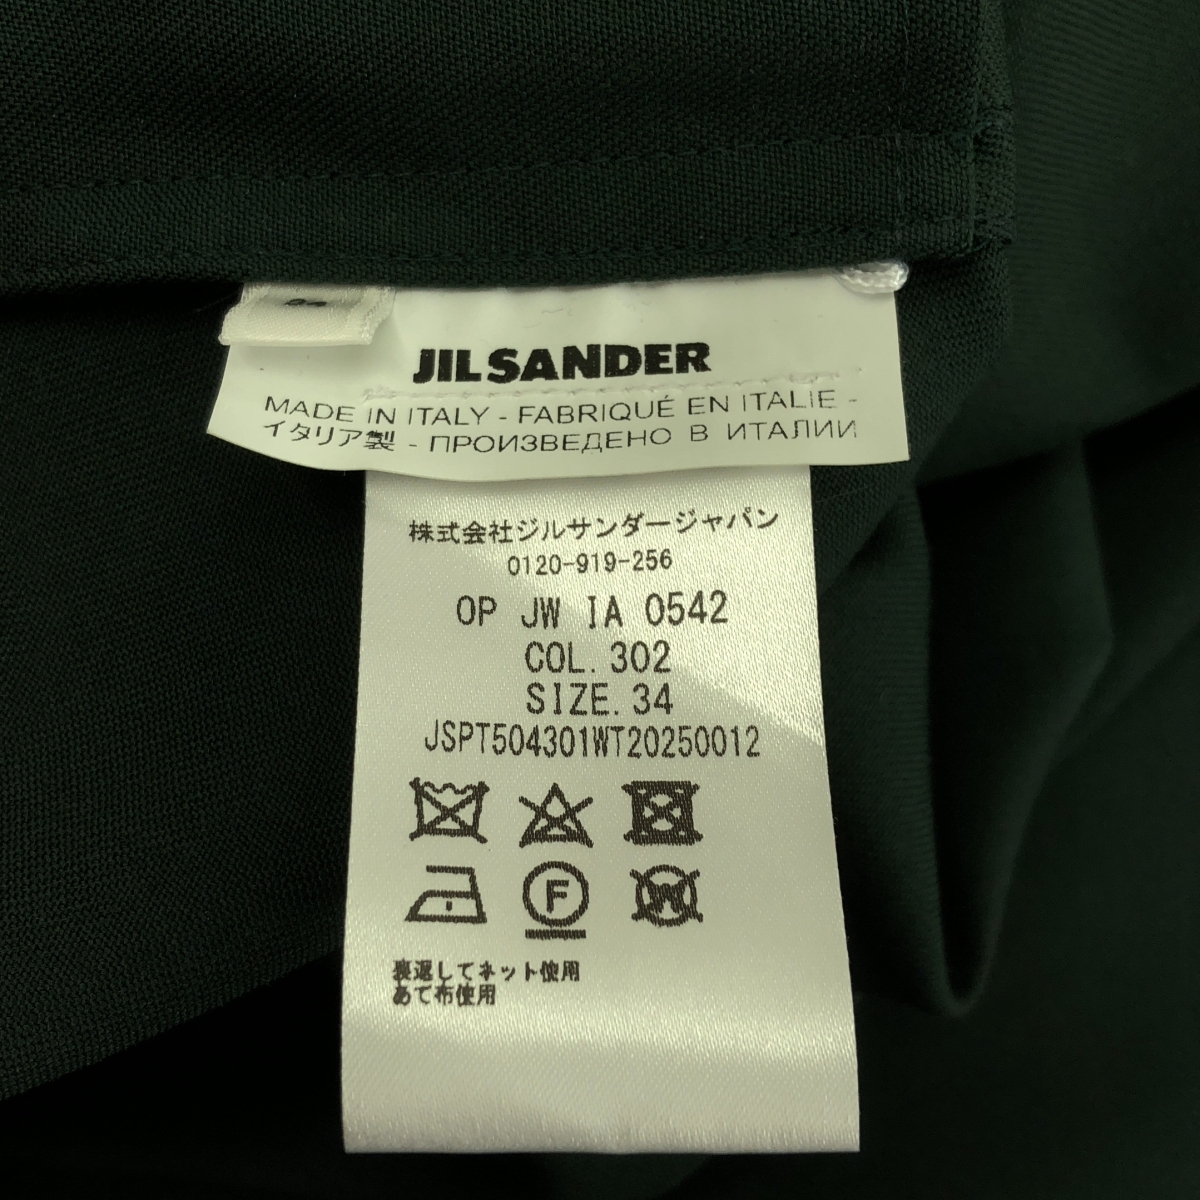 JIL SANDER
MADE IN ITALY - FABRIQUÉ EN ITALIE -
イタリア製 - ПРОИЗВЕДЕНО В ИТАЛИИ
株式会社ジルサンダージャパン
0120-919-256
OP JW IA 0542
COL. 302
SIZE. 34
JSPT504301WT20250012
F
W
裏返してネット使用
あて布使用